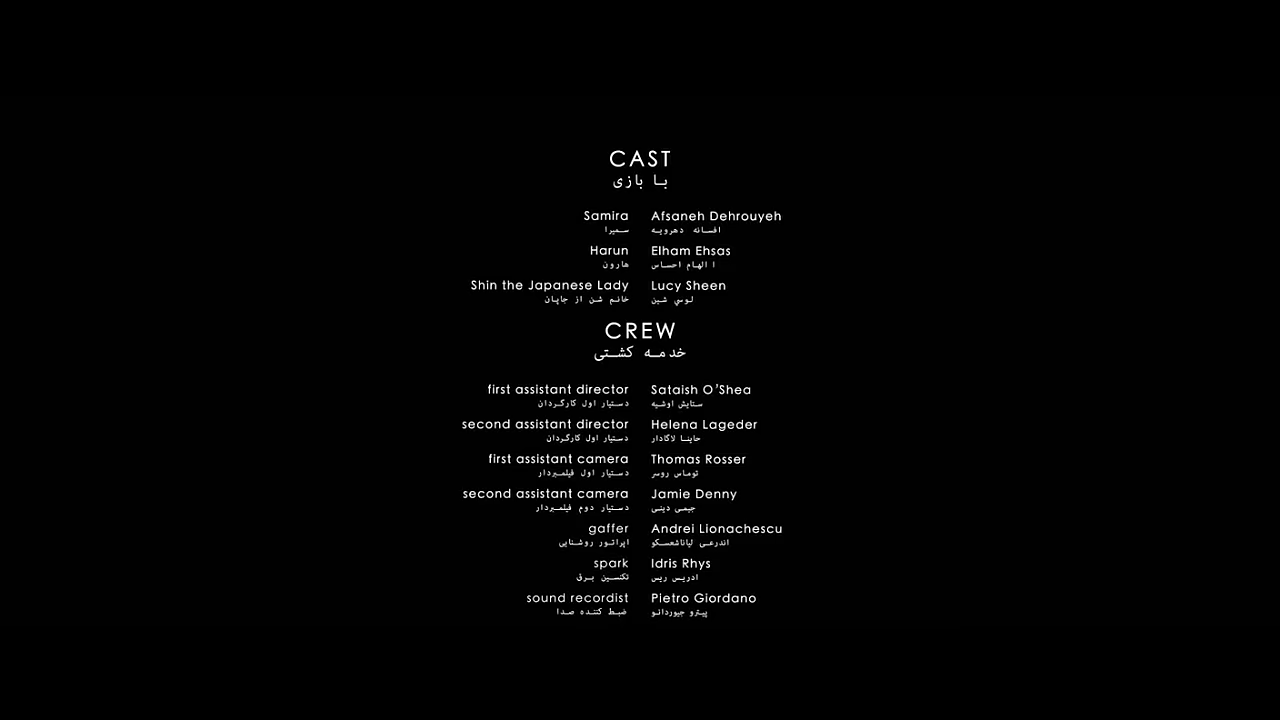 CAST
با بازی
Samira Afsaneh Dehrouyeh
سمیرا افسانه دهرویه
Harun Elham Ehsas
هارون ا الهام احساس
Shin the Japanese Lady Lucy Sheen
خانم شن از جاپان لوسي شین
CREW
خدمه کشتی
first assistant director Sataish O'Shea
دستیار اول کارگردان ستایش اوشیه
second assistant director Helena Lageder
دستیار اول کارگردان حاینا لاگادار
first assistant camera Thomas Rosser
دستیار اول فیلمبردار توماس روسر
second assistant camera Jamie Denny
دستیار دوم فیلمبردار جیمی دینی
gaffer Andrei Lionachescu
اپراتور روشنایی اندرعی لیاناشعسکو
spark Idris Rhys
تکنسین برق ادریس ریس
sound recordist Pietro Giordano
ضبط کننده صدا پیترو جیوردانو